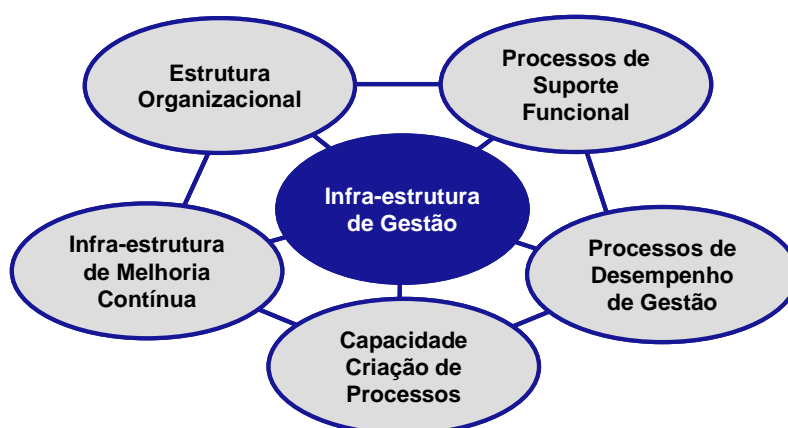 Estrutura
Organizacional
Processos de
Suporte
Funcional
Infra-estrutura
de Gestão
Infra-estrutura
de Melhoria
Contínua
Processos de
Desempenho
de Gestão
Capacidade
Criação de
Processos